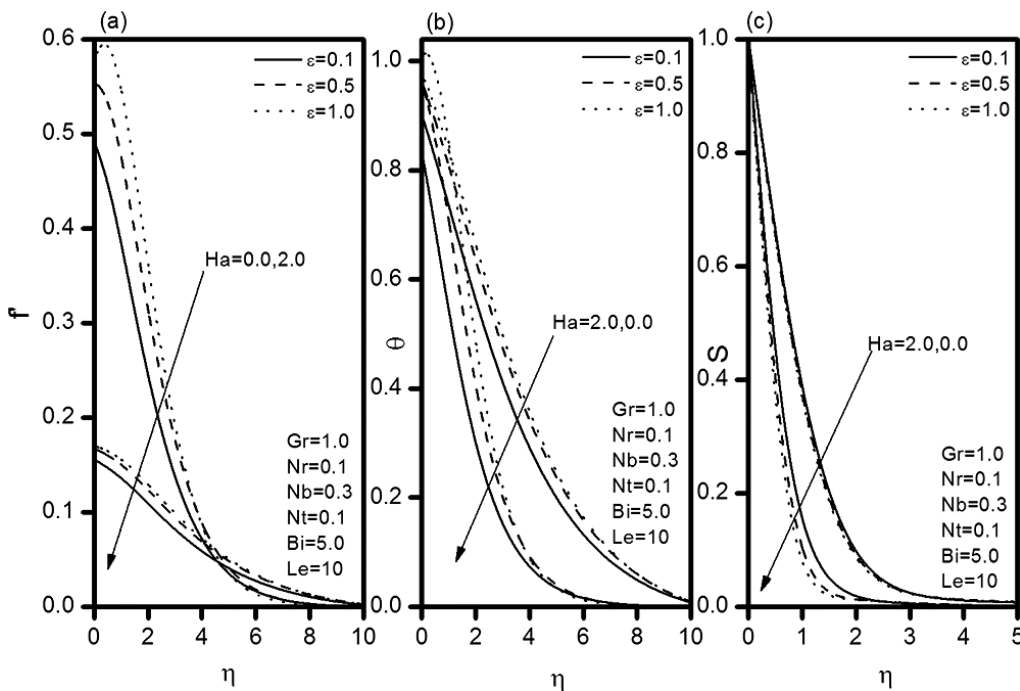 (a)
0.6
0.5
0.4
0.3
0.2
0.1
0.0
f'
ε=0.1
ε=0.5
ε=1.0
Ha=0.0,2.0
Gr=1.0
Nr=0.1
Nb=0.3
Nt=0.1
Bi=5.0
Le=10
0 2 4 6 8 10
η
(b)
1.0
0.8
0.6
0.4
0.2
0.0
θ
ε=0.1
ε=0.5
ε=1.0
Ha=2.0,0.0
Gr=1.0
Nr=0.1
Nb=0.3
Nt=0.1
Bi=5.0
Le=10
0 2 4 6 8 10
η
(c)
1.0
0.8
0.6
0.4
0.2
0.0
S
ε=0.1
ε=0.5
ε=1.0
Ha=2.0,0.0
Gr=1.0
Nr=0.1
Nb=0.3
Nt=0.1
Bi=5.0
Le=10
0 1 2 3 4 5
η